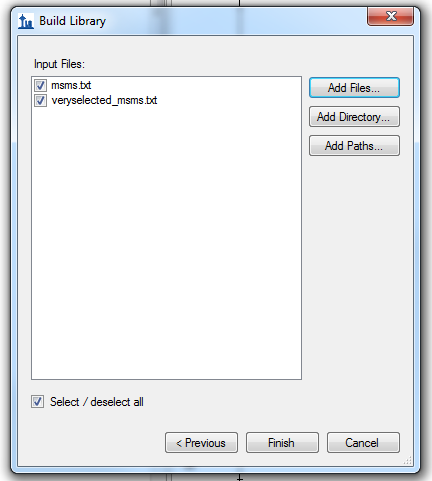 Build Library
Input Files:
msms.txt
veryselected_msms.txt
Add Files...
Add Directory...
Add Paths...
Select / deselect all
< Previous
Finish
Cancel